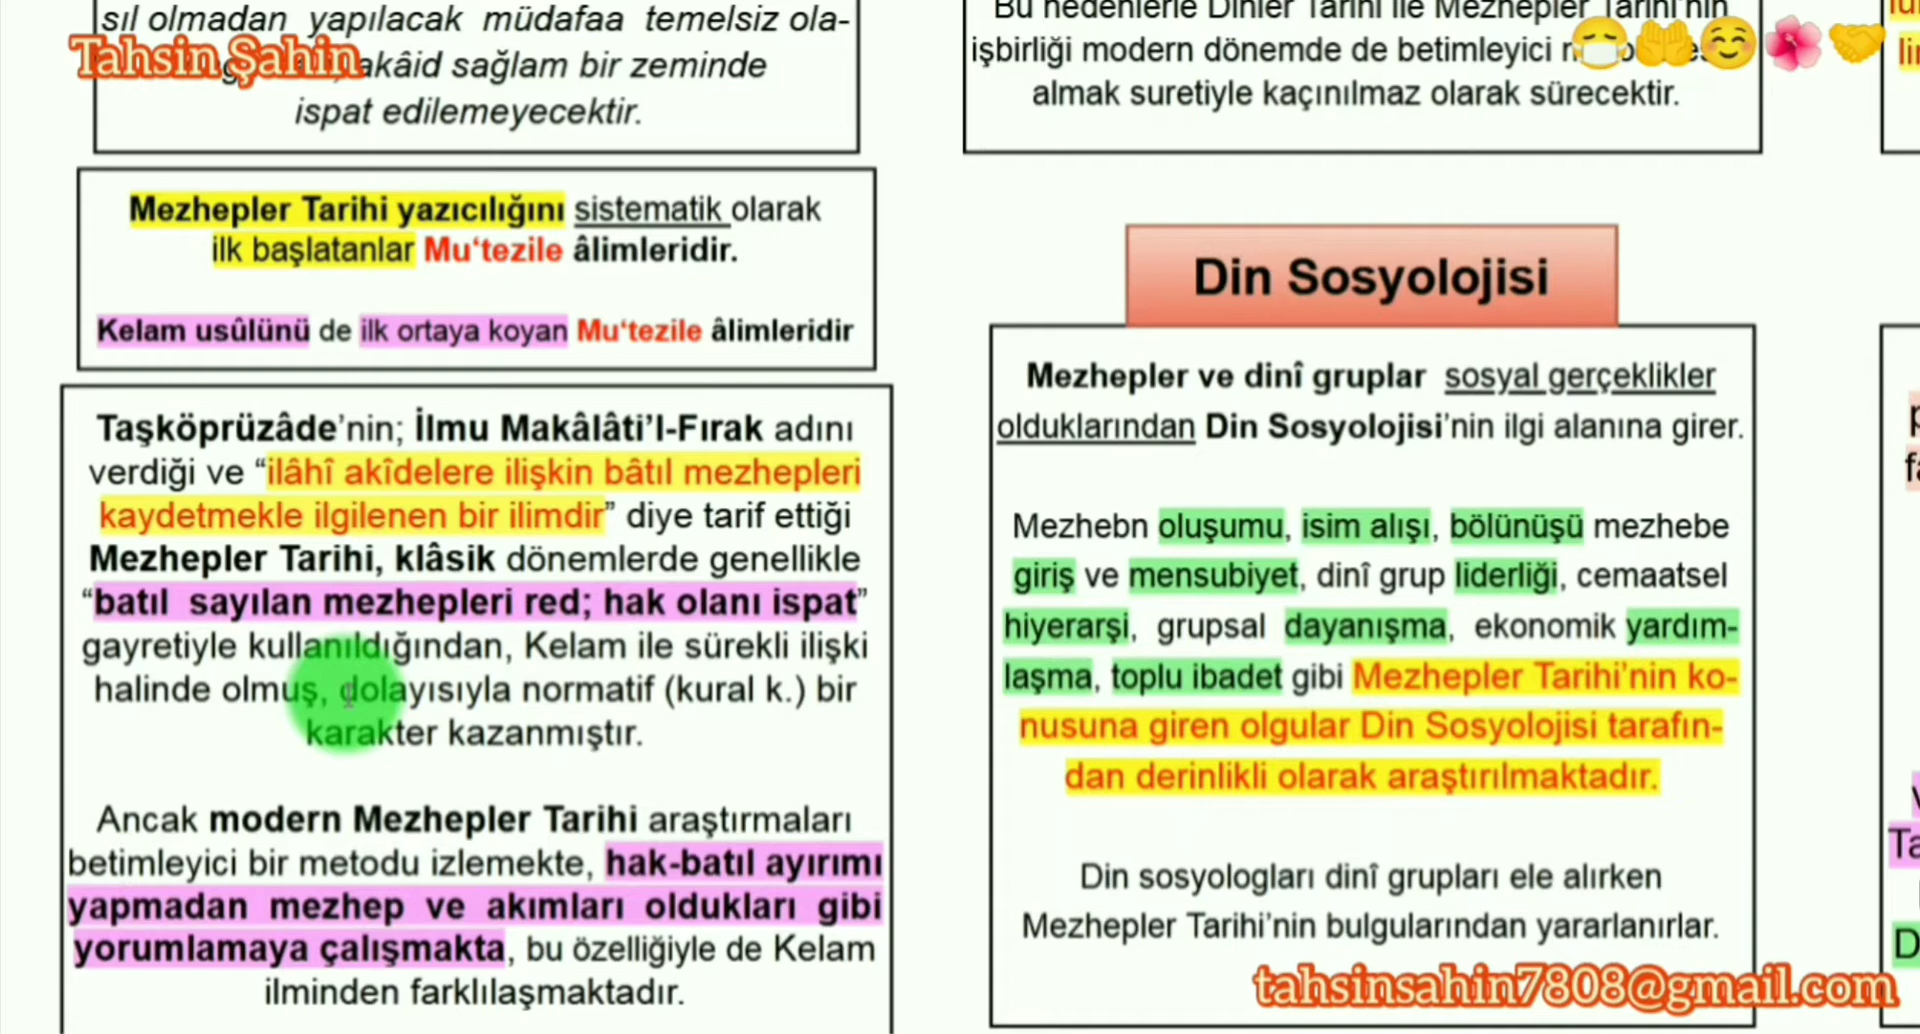 sıl olmadan yapılacak müdafaa temelsiz ola-
akâid sağlam bir zeminde
ispat edilemeyecektir.
Tahsin Şahin
Mezhepler Tarihi yazıcılığını sistematik olarak
ilk başlatanlar Mu‘tezile âlimleridir.
Kelam usûlünü de ilk ortaya koyan Mu‘tezile âlimleridir
Taşköprüzâde’nin; İlmu Makâlâti’l-Fırak adını
verdiği ve “ilâhî akîdelere ilişkin bâtıl mezhepleri
kaydetmekle ilgilenen bir ilimdir” diye tarif ettiği
Mezhepler Tarihi, klâsik dönemlerde genellikle
“batıl sayılan mezhepleri red; hak olanı ispat”
gayretiyle kullanıldığından, Kelam ile sürekli ilişki
halinde olmuş, dolayısıyla normatif (kural k.) bir
karakter kazanmıştır.
Ancak modern Mezhepler Tarihi araştırmaları
betimleyici bir metodu izlemekte, hak-batıl ayırımı
yapmadan mezhep ve akımları oldukları gibi
yorumlamaya çalışmakta, bu özelliğiyle de Kelam
ilminden farklılaşmaktadır.
Bu nedenlerle Dinler Tarihi ile Mezhepler Tarihi’nin
işbirliği modern dönemde de betimleyici
almak suretiyle kaçınılmaz olarak sürecektir.
Din Sosyolojisi
Mezhepler ve dinî gruplar sosyal gerçeklikler
olduklarından Din Sosyolojisi’nin ilgi alanına girer.
Mezhebn oluşumu, isim alışı, bölünüşü mezhebe
giriş ve mensubiyet, dinî grup liderliği, cemaatsel
hiyerarşi, grupsal dayanışma, ekonomik yardım-
laşma, toplu ibadet gibi Mezhepler Tarihi’nin ko-
nusuna giren olgular Din Sosyolojisi tarafın-
dan derinlikli olarak araştırılmaktadır.
Din sosyologları dinî grupları ele alırken
Mezhepler Tarihi’nin bulgularından yararlanırlar.
tahsinsahin7808@gmail.com